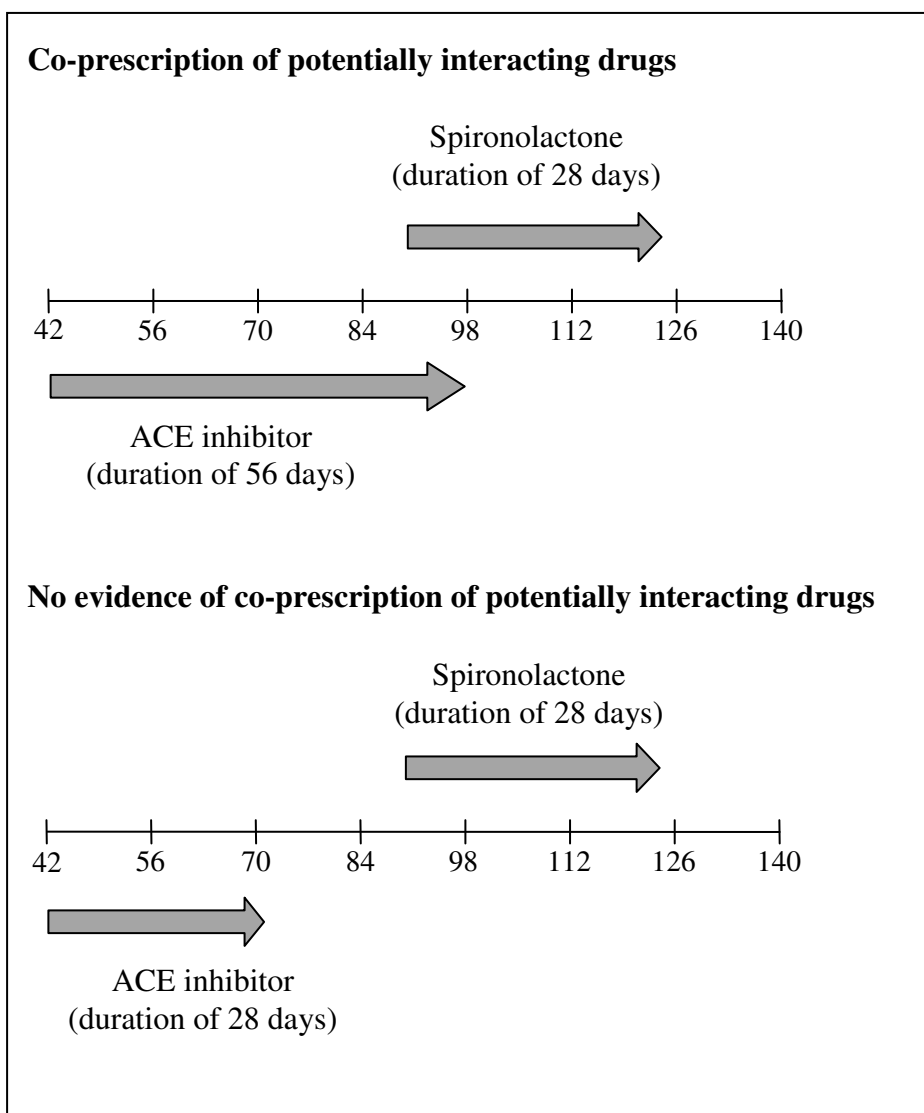 Co-prescription of potentially interacting drugs
Spironolactone
(duration of 28 days)
42 56 70 84 98 112 126 140
ACE inhibitor
(duration of 56 days)
No evidence of co-prescription of potentially interacting drugs
Spironolactone
(duration of 28 days)
42 56 70 84 98 112 126 140
ACE inhibitor
(duration of 28 days)